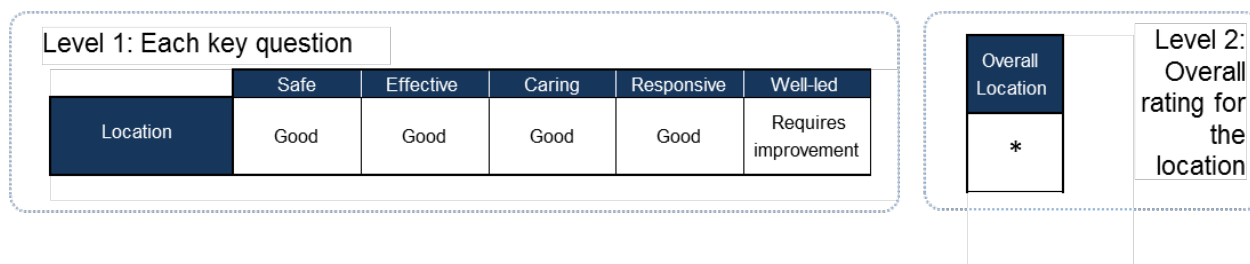 Level 1: Each key question
Safe Effective Caring Responsive Well-led
Location Good Good Good Good Requires
improvement
Overall
Location
*
Level 2:
Overall
rating for
the
location